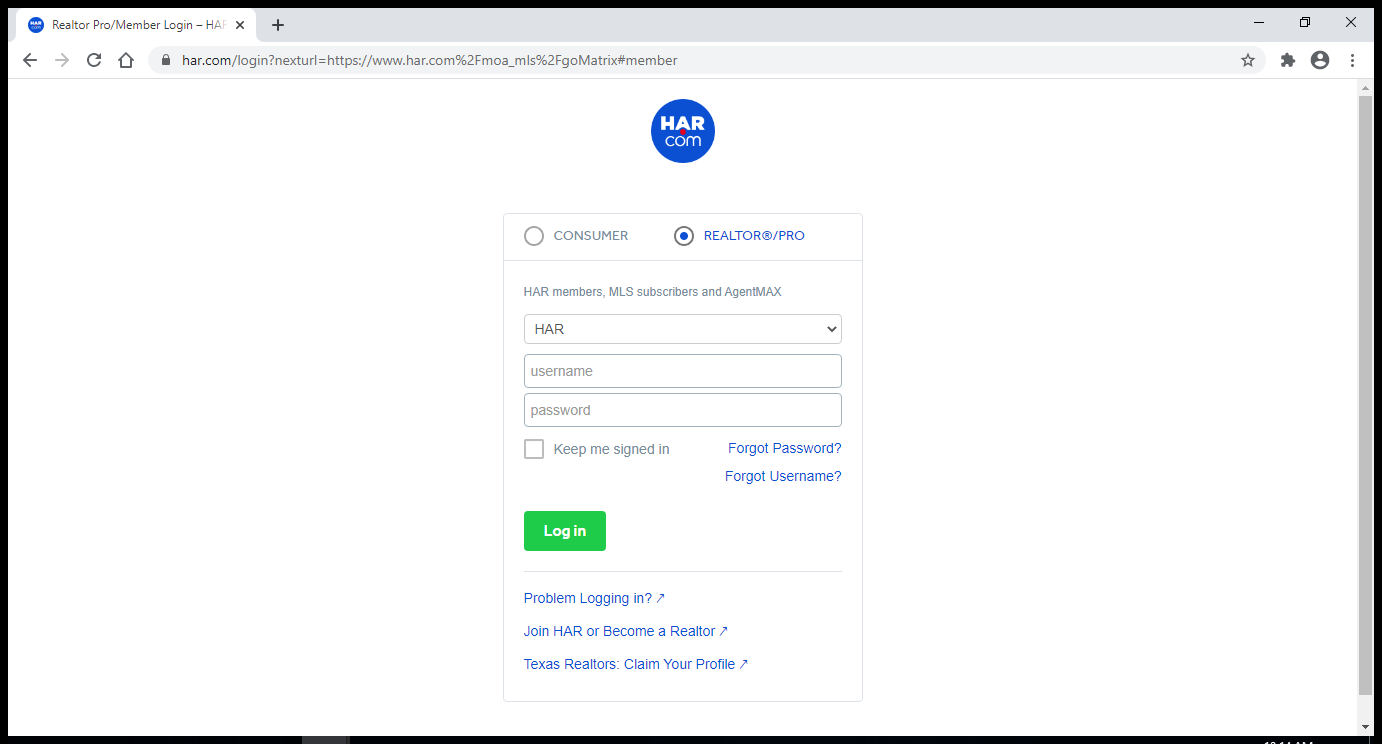 Realtor Pro/Member Login – HAR
har.com/login?nexturl=https://www.har.com%2Fmoa_mls%2FgoMatrix#member
HAR
com
CONSUMER REALTOR®/PRO
HAR members, MLS subscribers and AgentMAX
HAR
username
password
Keep me signed in Forgot Password?
Forgot Username?
Log in
Problem Logging in? ↗
Join HAR or Become a Realtor ↗
Texas Realtors: Claim Your Profile ↗